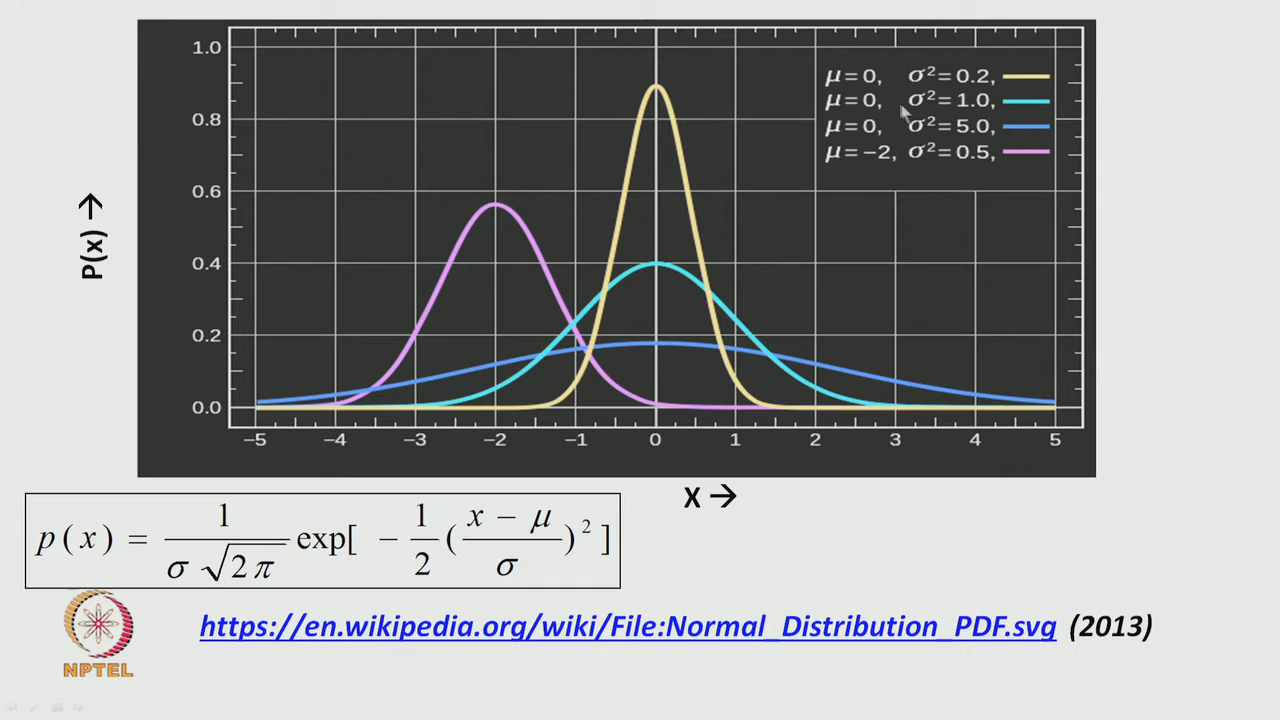 1.0
0.8
0.6
0.4
0.2
0.0
μ = 0, σ² = 0.2,
μ = 0, σ² = 1.0,
μ = 0, σ² = 5.0,
μ = −2, σ² = 0.5,
P(x) →
−5 −4 −3 −2 −1 0 1 2 3 4 5
X →
p(x) = 1/(σ √2π) exp[ − 1/2 ( (x − μ)/σ )² ]
https://en.wikipedia.org/wiki/File:Normal_Distribution_PDF.svg (2013)
NPTEL